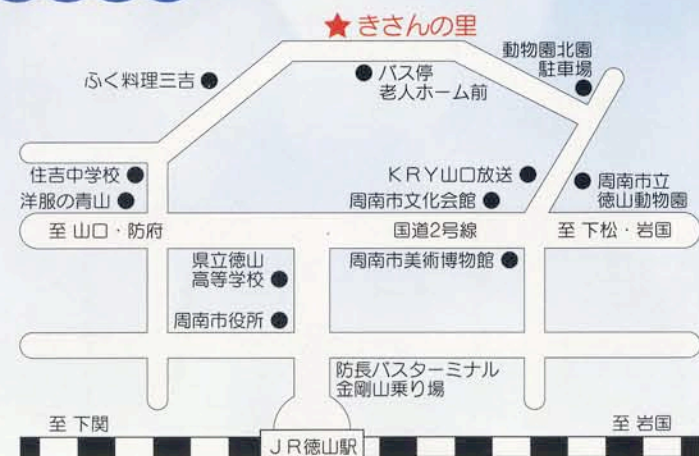 ★ きさんの里
動物園北園
駐車場
ふく料理三吉
バス停
老人ホーム前
住吉中学校
洋服の青山
KRY山口放送
周南市文化会館
周南市立
徳山動物園
至 山口・防府
国道2号線
至 下松・岩国
県立徳山
高等学校
周南市美術博物館
周南市役所
防長バスターミナル
金剛山乗り場
至 下関
至 岩国
JR徳山駅